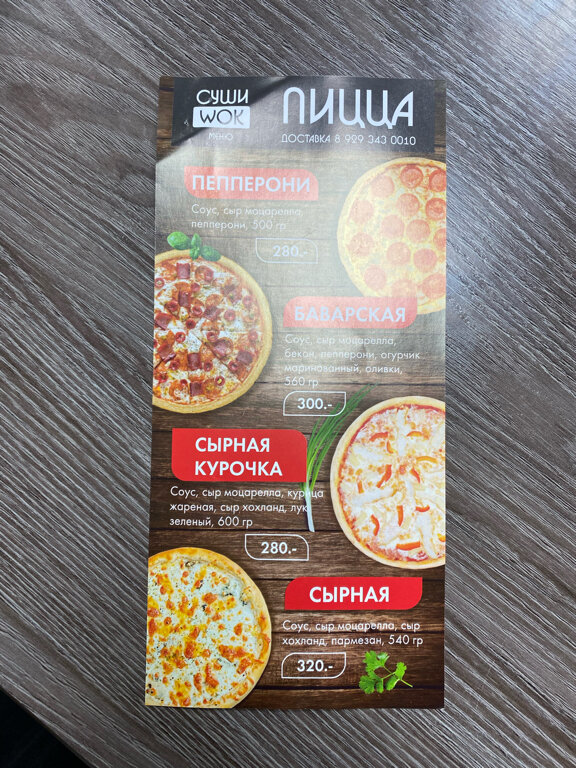 СУШИ
WOK
МЕНЮ
ПИЦЦА
ДОСТАВКА 8 929 343 0010
ПЕППЕРОНИ
Соус, сыр моцарелла,
пепперони, 500 гр
280.-
БАВАРСКАЯ
Соус, сыр моцарелла,
бекон, пепперони, огурчик
маринованный, оливки,
560 гр
300.-
СЫРНАЯ
КУРОЧКА
Соус, сыр моцарелла, курица
жареная, сыр хохланд, лук
зеленый, 600 гр
280.-
СЫРНАЯ
Соус, сыр моцарелла, сыр
хохланд, пармезан, 540 гр
320.-